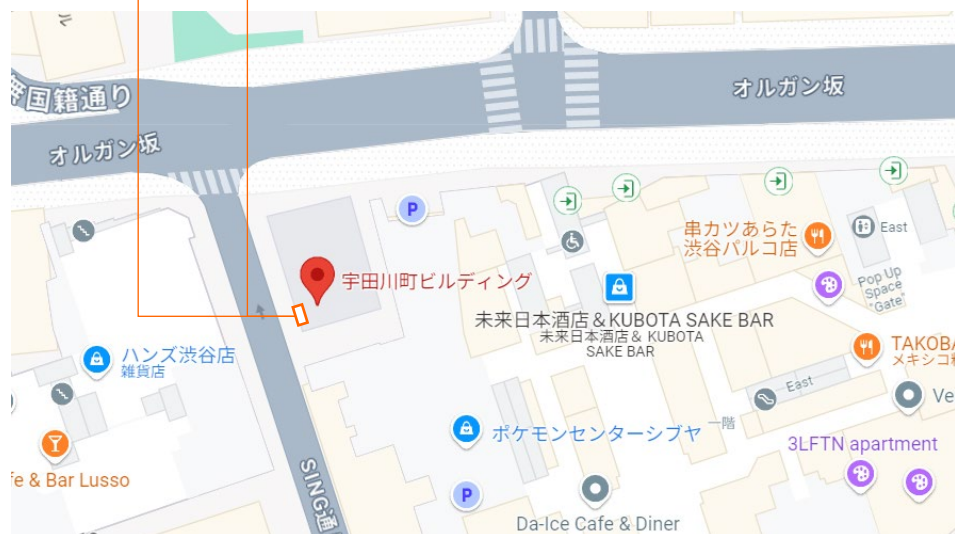 ル
国籍通り
オルガン坂
オルガン坂
P
串カツあらた
渋谷パルコ店
East
Pop Up
Space
"Gate"
宇田川町ビルディング
未来日本酒店&KUBOTA SAKE BAR
未来日本酒店& KUBOTA
SAKE BAR
ハンズ渋谷店
雑貨店
TAKOBA
メキシコ料
East
Ve
一階
ポケモンセンターシブヤ
3LFTN apartment
fe & Bar Lusso
SING通
P
Da-Ice Cafe & Diner